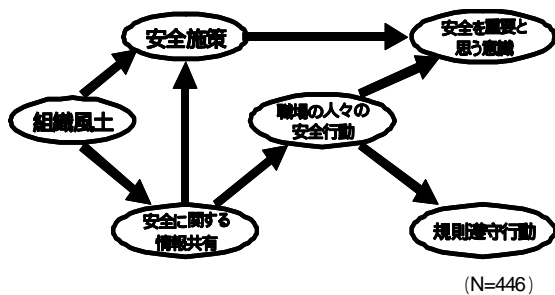 安全施策
安全を重要と
思う意識
組織風土
職場の人々の
安全行動
安全に関する
情報共有
規則遵守行動
(N=446)